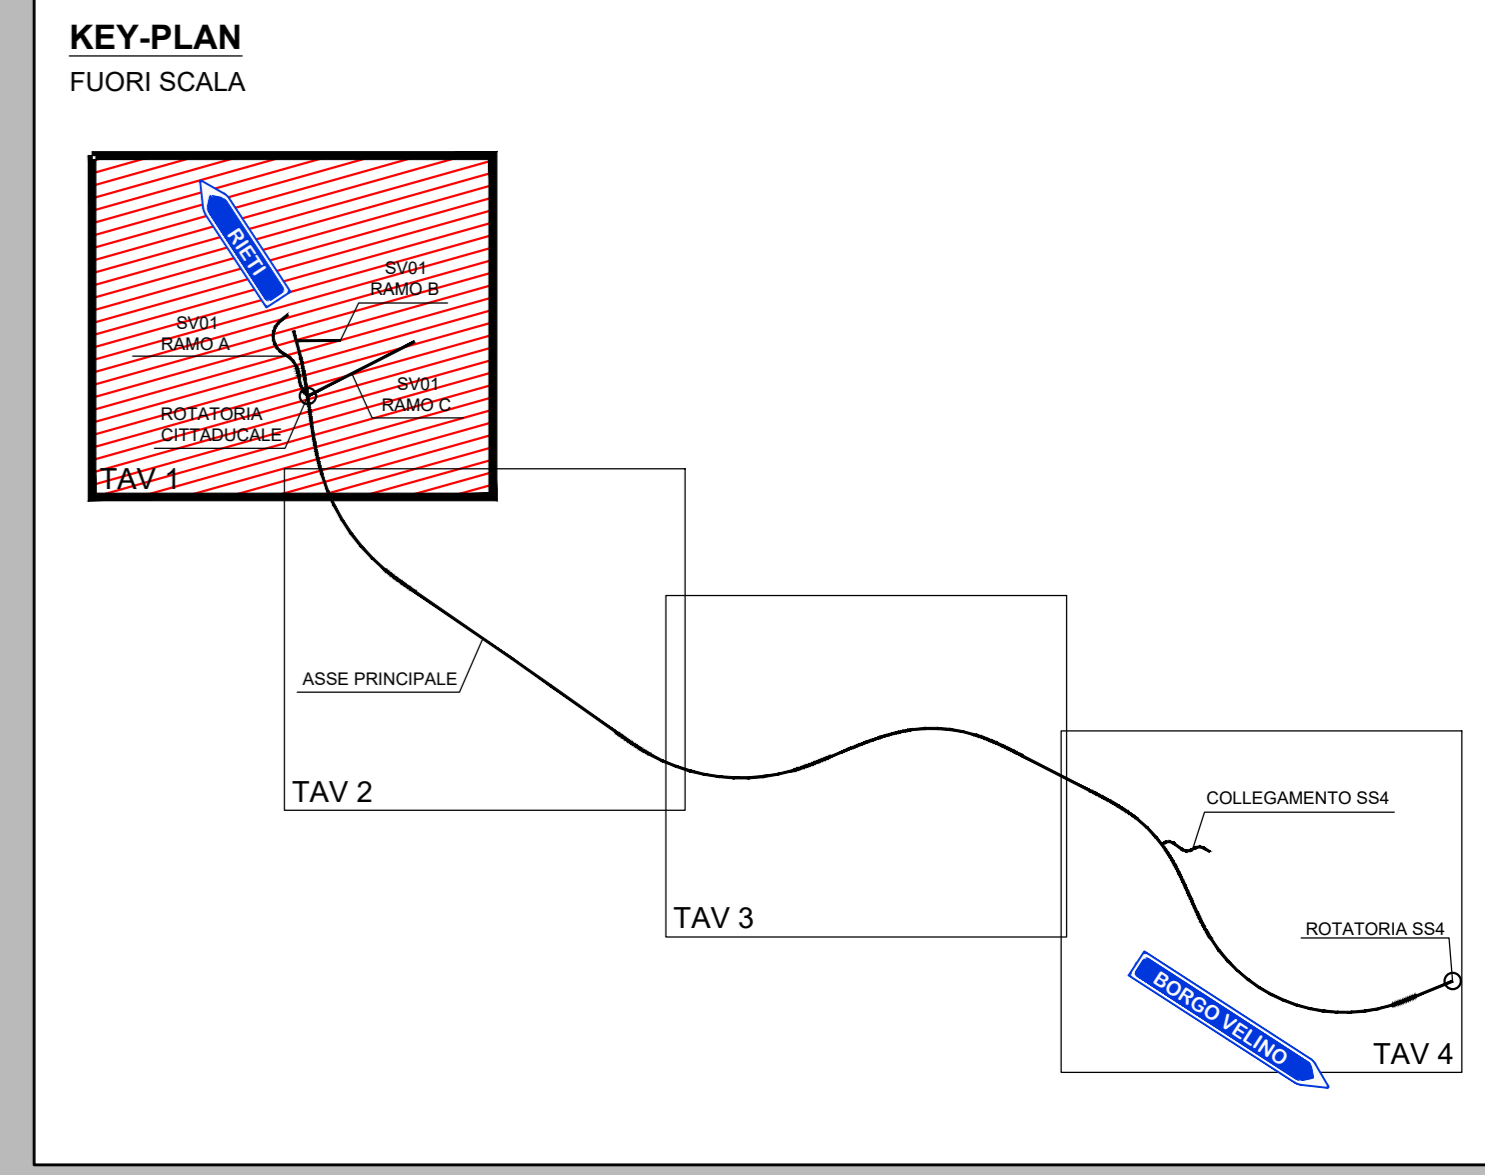 KEY-PLAN
FUORI SCALA
RIETI
SV01
RAMO B
SV01
RAMO A
SV01
RAMO C
ROTATORIA
CITTADUCALE
TAV 1
ASSE PRINCIPALE
TAV 2
TAV 3
COLLEGAMENTO SS4
ROTATORIA SS4
BORGO VELINO
TAV 4